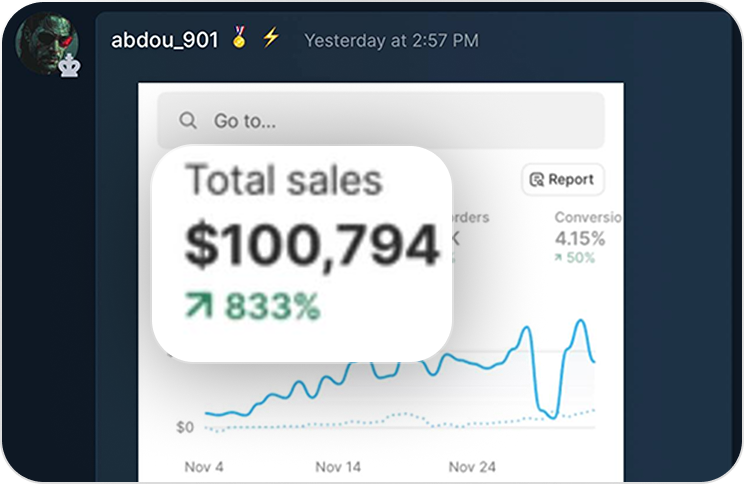 abdou_901 🏅 ⚡ Yesterday at 2:57 PM
Go to...
Total sales
$100,794
↗ 833%
Report
orders
K
%
Conversio
4.15%
↗ 50%
$0
Nov 4 Nov 14 Nov 24